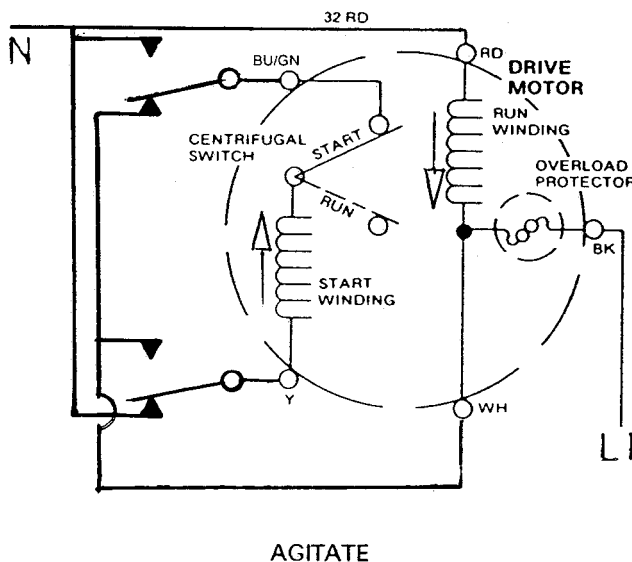 32 RD
N
BU/GN
RD
DRIVE
MOTOR
RUN
WINDING
CENTRIFUGAL
SWITCH
START
OVERLOAD
PROTECTOR
RUN
BK
START
WINDING
Y
WH
L1
AGITATE